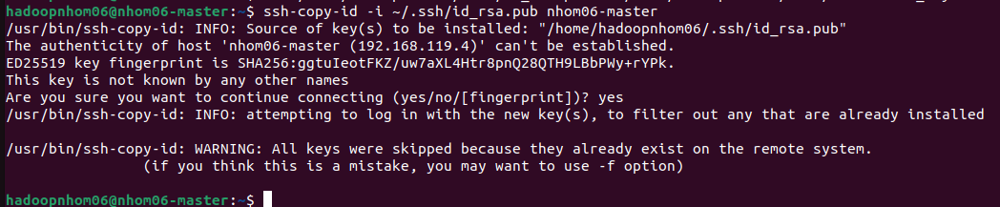 hadoopnhom06@nhom06-master:~$ ssh-copy-id -i ~/.ssh/id_rsa.pub nhom06-master
/usr/bin/ssh-copy-id: INFO: Source of key(s) to be installed: "/home/hadoopnhom06/.ssh/id_rsa.pub"
The authenticity of host 'nhom06-master (192.168.119.4)' can't be established.
ED25519 key fingerprint is SHA256:ggtuIeotFKZ/uw7aXL4Htr8pnQ28QTH9LBbPWy+rYPk.
This key is not known by any other names
Are you sure you want to continue connecting (yes/no/[fingerprint])? yes
/usr/bin/ssh-copy-id: INFO: attempting to log in with the new key(s), to filter out any that are already installed
/usr/bin/ssh-copy-id: WARNING: All keys were skipped because they already exist on the remote system.
(if you think this is a mistake, you may want to use -f option)
hadoopnhom06@nhom06-master:~$